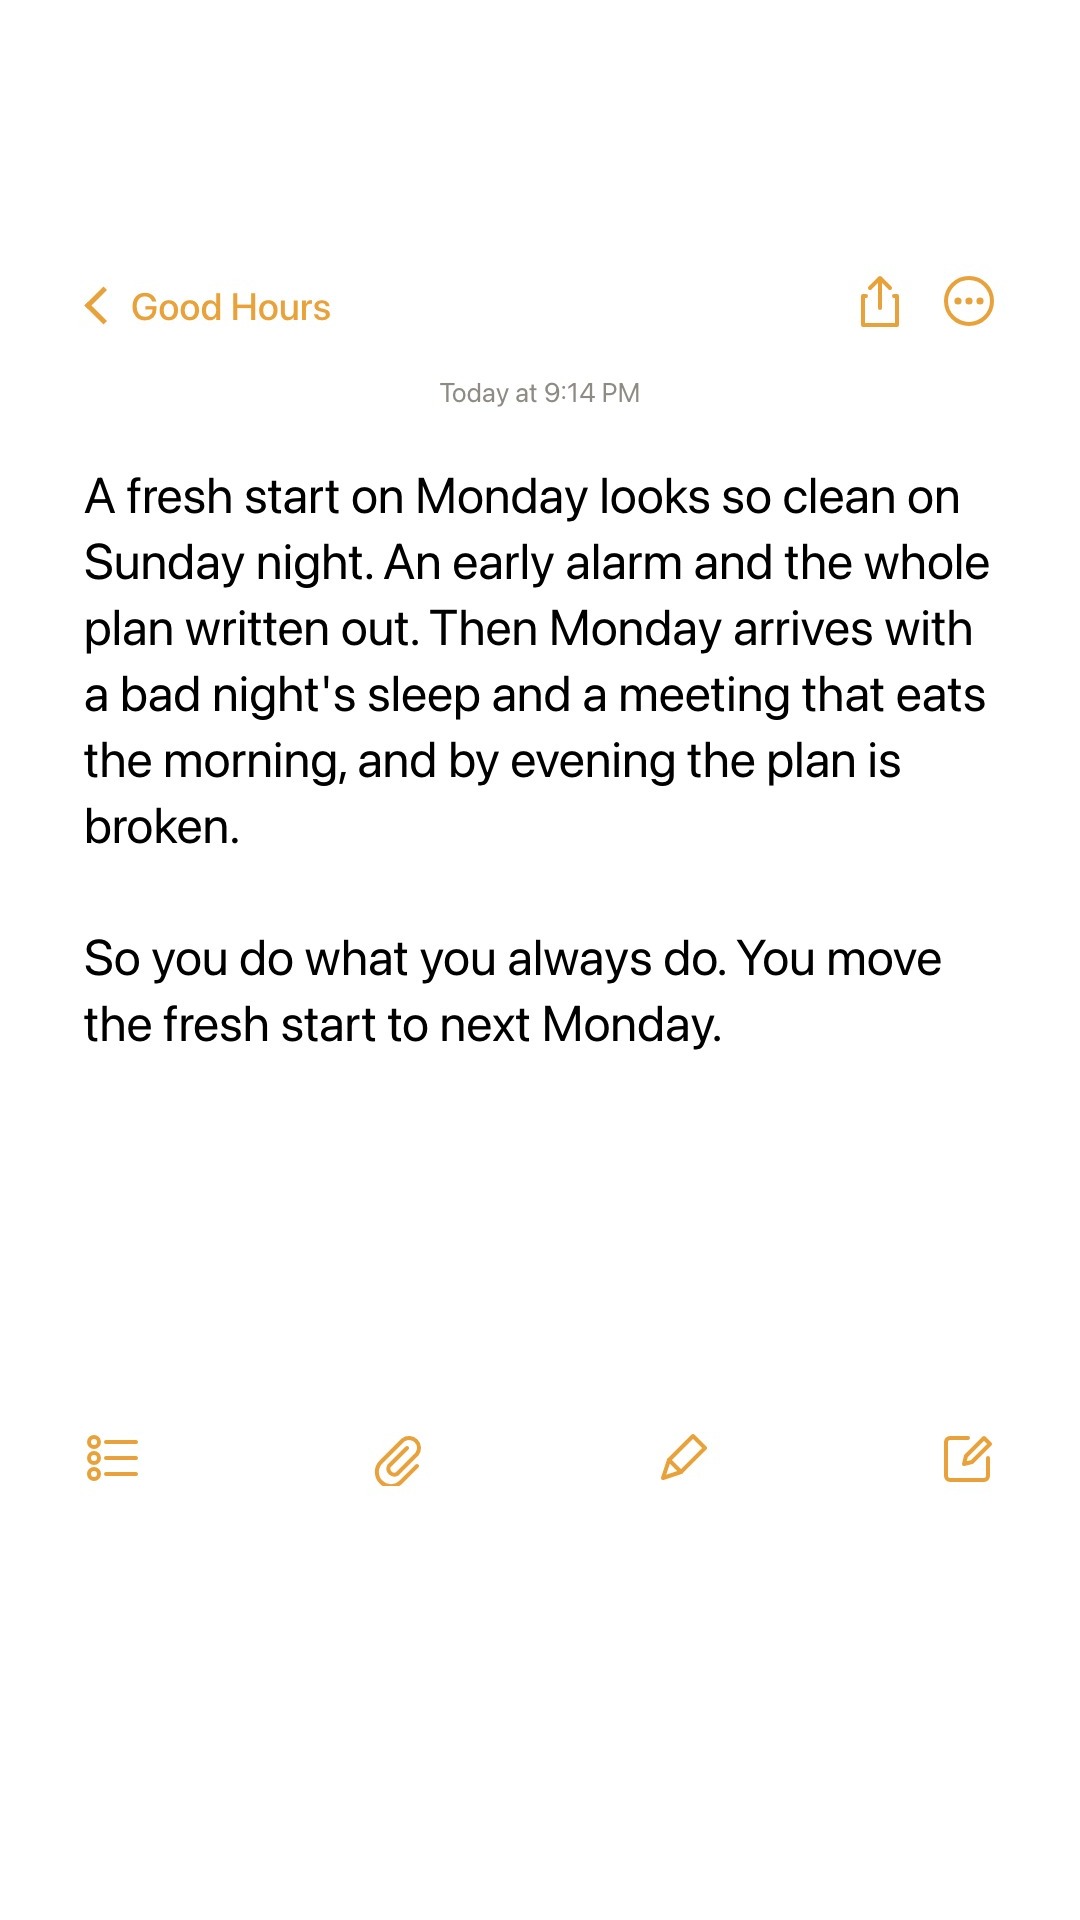 Good Hours
Today at 9:14 PM
A fresh start on Monday looks so clean on
Sunday night. An early alarm and the whole
plan written out. Then Monday arrives with
a bad night's sleep and a meeting that eats
the morning, and by evening the plan is
broken.
So you do what you always do. You move
the fresh start to next Monday.